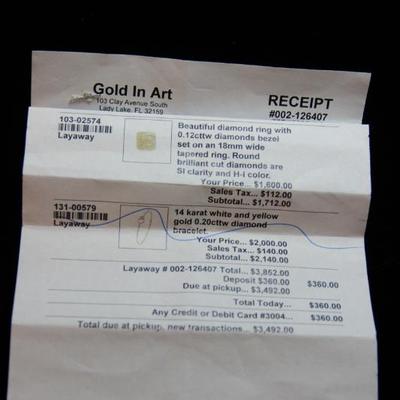 Gold In Art
103 Clay Avenue South
Lady Lake, FL 32159
RECEIPT
#002-126407
103-02574
Layaway
Beautiful diamond ring with
0.12cttw diamonds bezel
set on an 18mm wide
tapered ring. Round
brilliant cut diamonds are
SI clarity and H-I color.
Your Price... $1,600.00
Sales Tax... $112.00
Subtotal... $1,712.00
131-00579
Layaway
14 karat white and yellow
gold 0.20cttw diamond
bracelet.
Your Price... $2,000.00
Sales Tax... $140.00
Subtotal... $2,140.00
Layaway # 002-126407 Total... $3,852.00
Deposit $360.00 $360.00
Due at pickup... $3,492.00
Total Today... $360.00
Any Credit or Debit Card #3004... $360.00
Total due at pickup, new transactions... $3,492.00